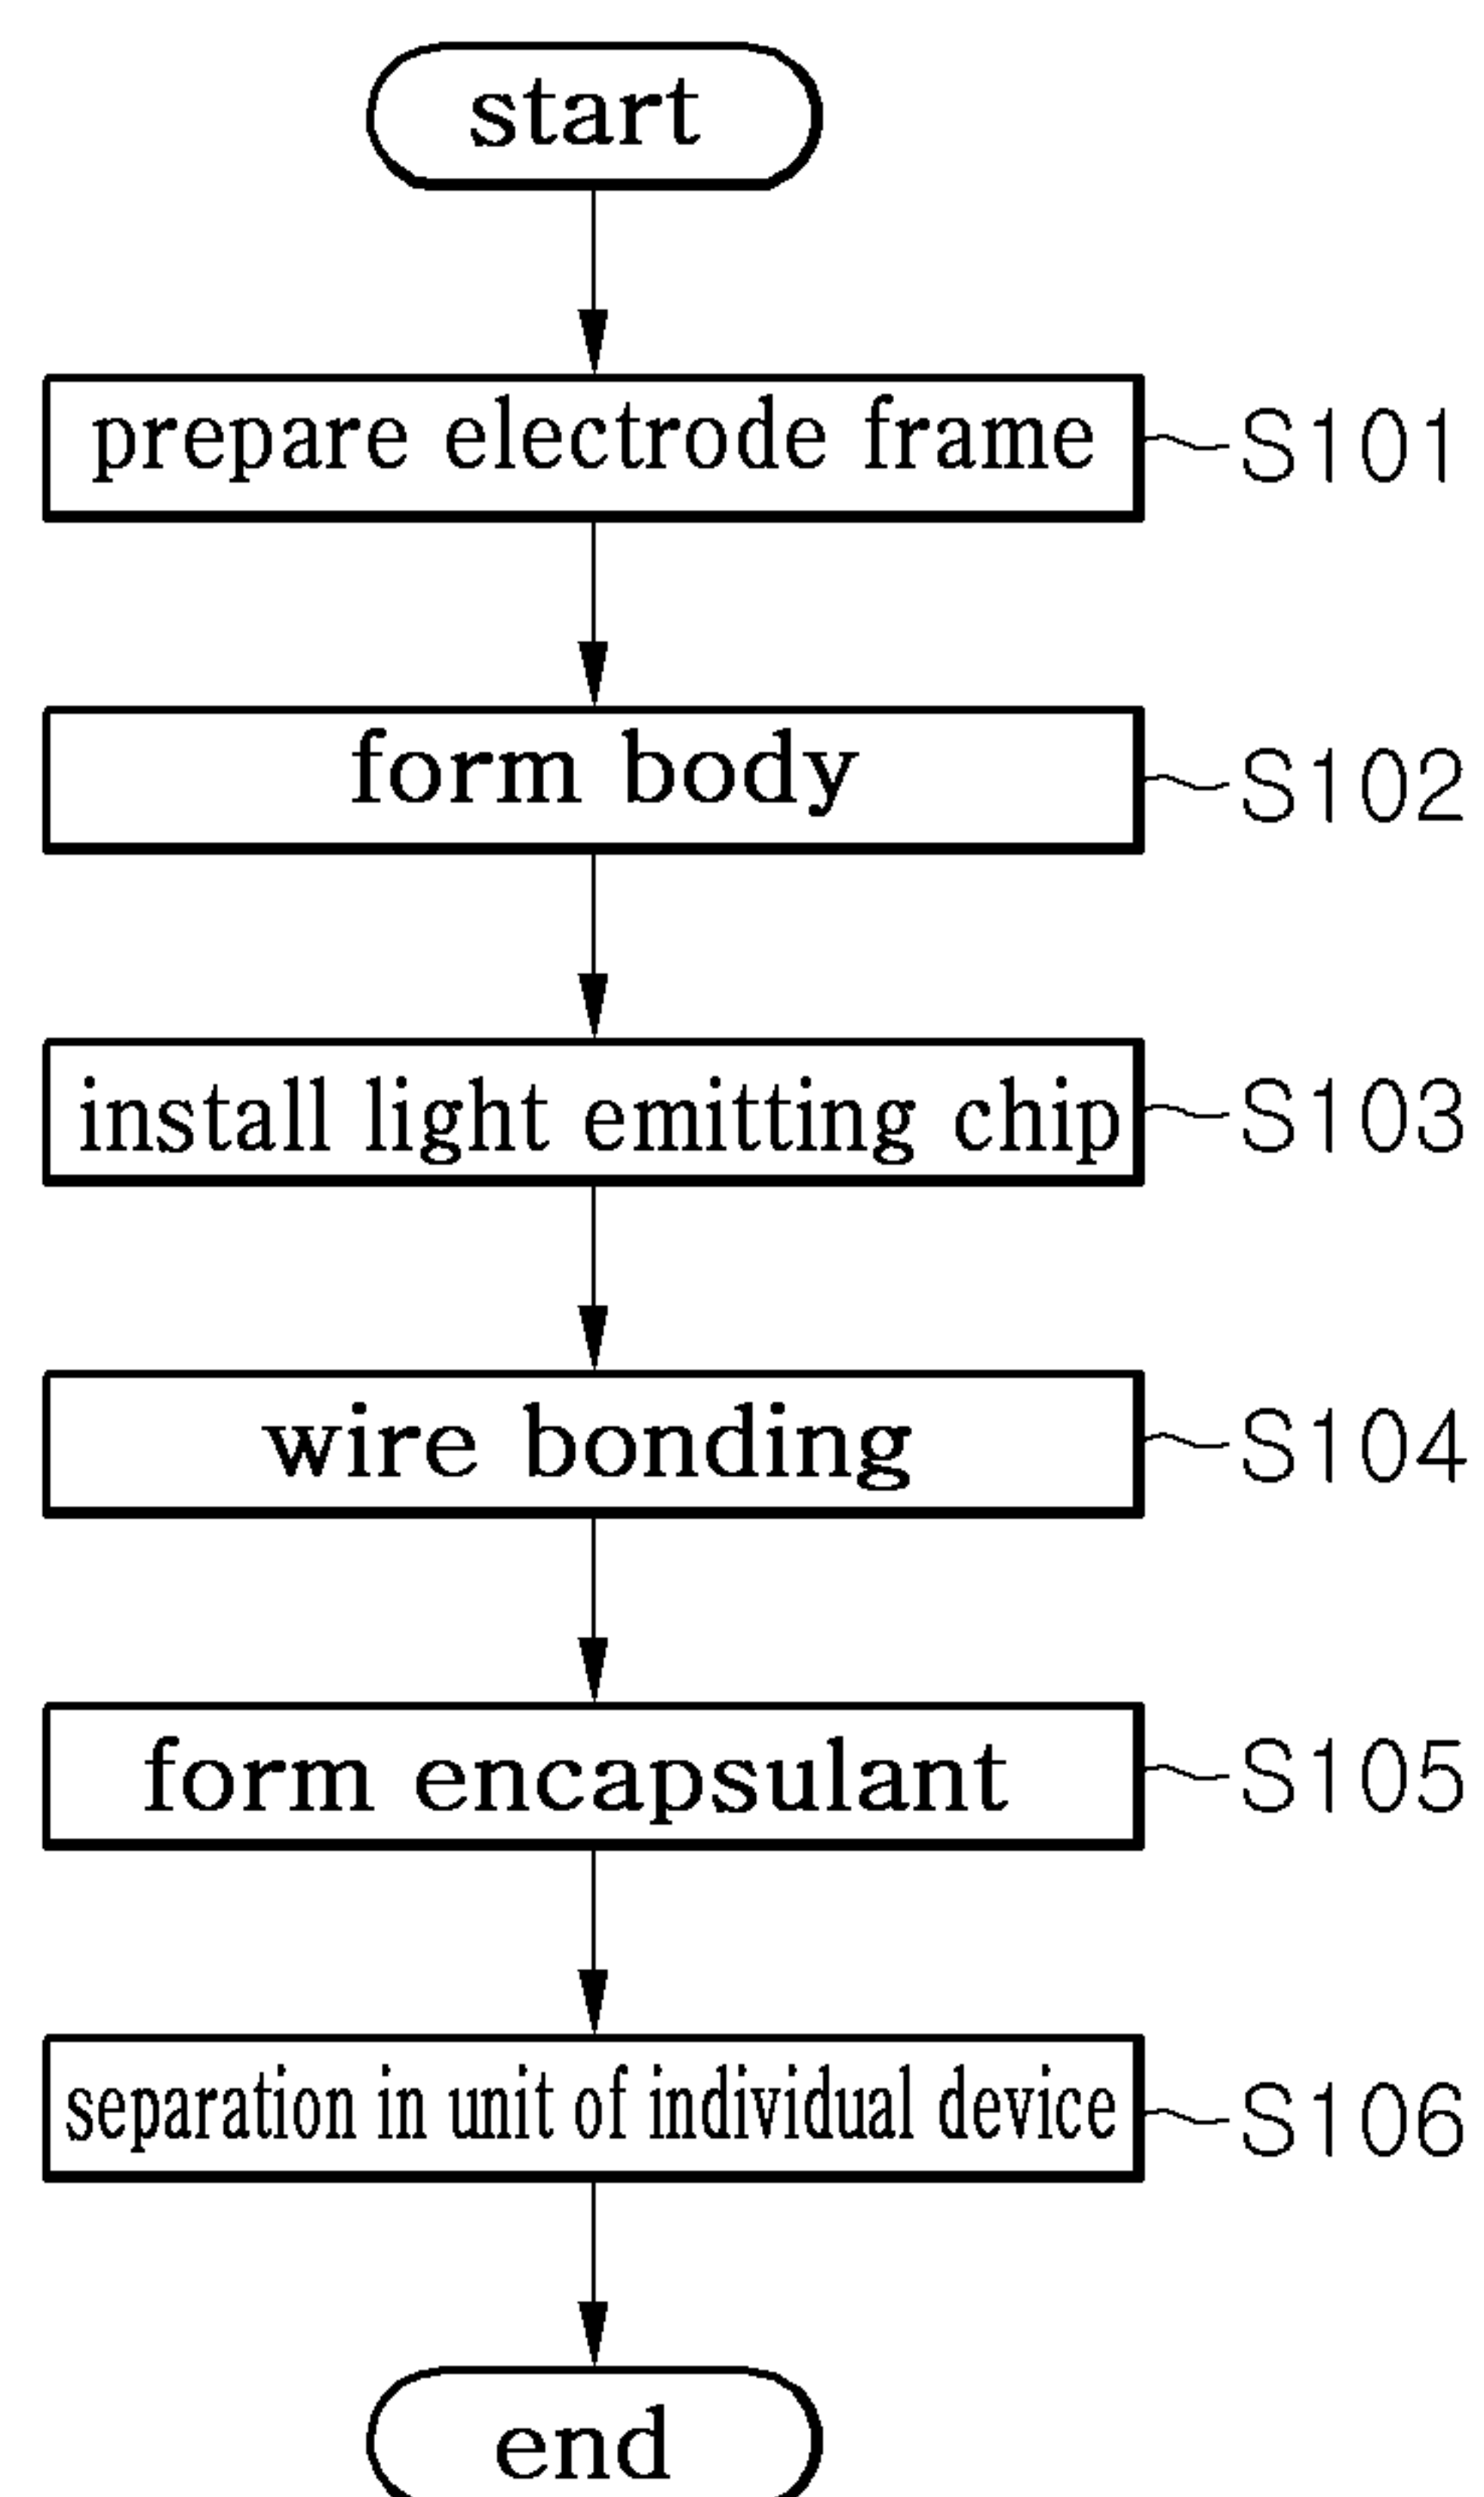 start
prepare electrode frame S101
form body S102
install light emitting chip S103
wire bonding S104
form encapsulant S105
separation in unit of individual device S106
end